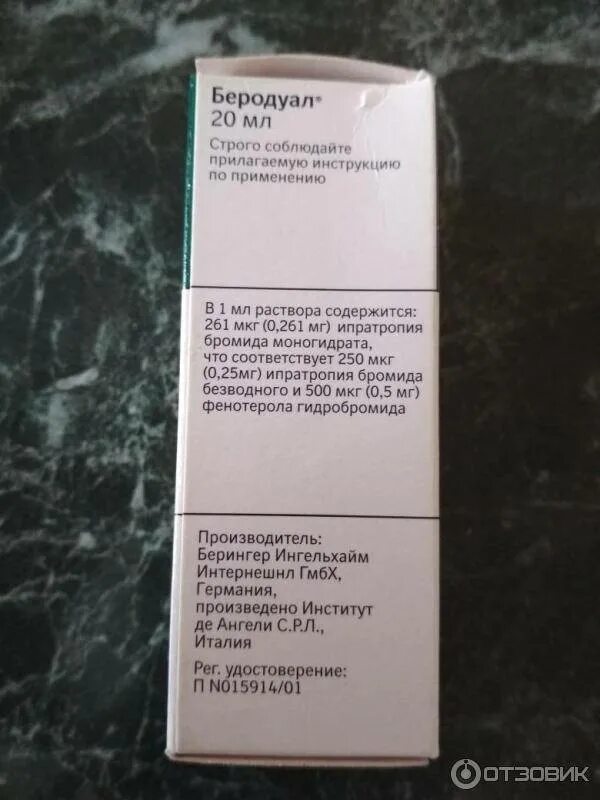 Беродуал®
20 мл
Строго соблюдайте
прилагаемую инструкцию
по применению
В 1 мл раствора содержится:
261 мкг (0,261 мг) ипратропия
бромида моногидрата,
что соответствует 250 мкг
(0,25мг) ипратропия бромида
безводного и 500 мкг (0,5 мг)
фенотерола гидробромида
Производитель:
Берингер Ингельхайм
Интернешнл ГмбХ,
Германия,
произведено Институт
де Ангели С.Р.Л.,
Италия
Рег. удостоверение:
П N015914/01
ОТЗОВИК